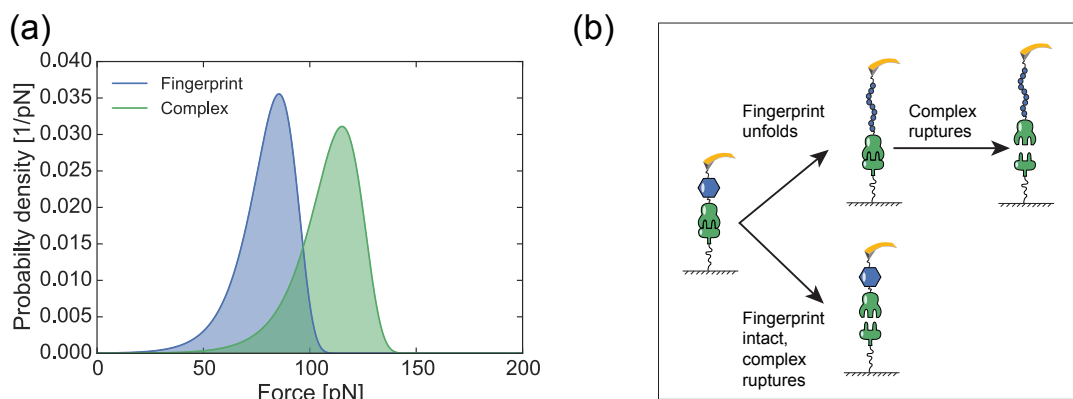 (a)
0.040
0.035
0.030
0.025
0.020
0.015
0.010
0.005
0.000
Probabilty density [1/pN]
Fingerprint
Complex
0
50
100
150
200
Force [pN]
(b)
Fingerprint
unfolds
Complex
ruptures
Fingerprint
intact,
complex
ruptures